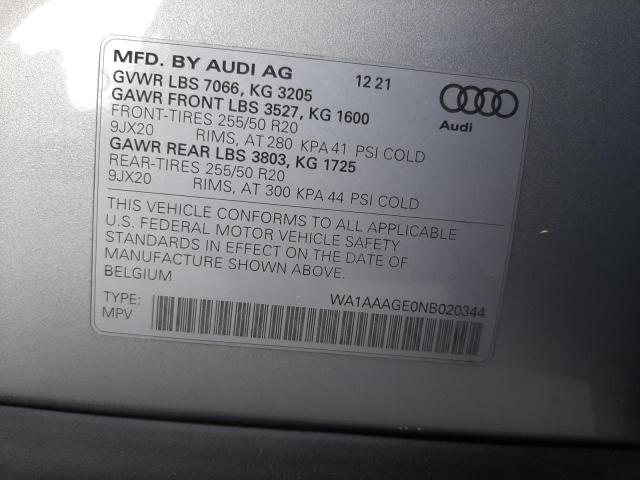 MFD. BY AUDI AG 12 21
GVWR LBS 7066, KG 3205
GAWR FRONT LBS 3527, KG 1600
FRONT-TIRES 255/50 R20
9JX20 RIMS, AT 280 KPA 41 PSI COLD
GAWR REAR LBS 3803, KG 1725
REAR-TIRES 255/50 R20
9JX20 RIMS, AT 300 KPA 44 PSI COLD
Audi
THIS VEHICLE CONFORMS TO ALL APPLICABLE
U.S. FEDERAL MOTOR VEHICLE SAFETY
STANDARDS IN EFFECT ON THE DATE OF
MANUFACTURE SHOWN ABOVE.
BELGIUM
WA1AAAGE0NB020344
TYPE:
MPV